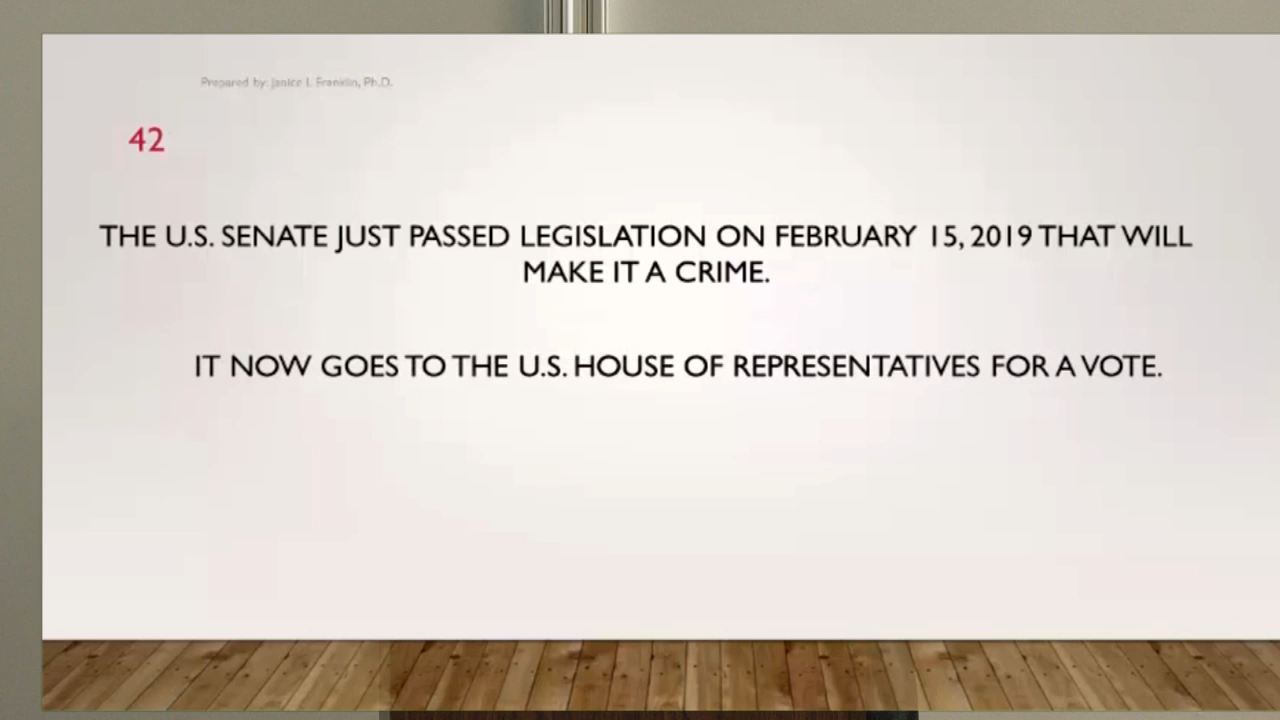 Prepared by: Janice L. Franklin, Ph.D.
42
THE U.S. SENATE JUST PASSED LEGISLATION ON FEBRUARY 15, 2019 THAT WILL
MAKE IT A CRIME.
IT NOW GOES TO THE U.S. HOUSE OF REPRESENTATIVES FOR A VOTE.